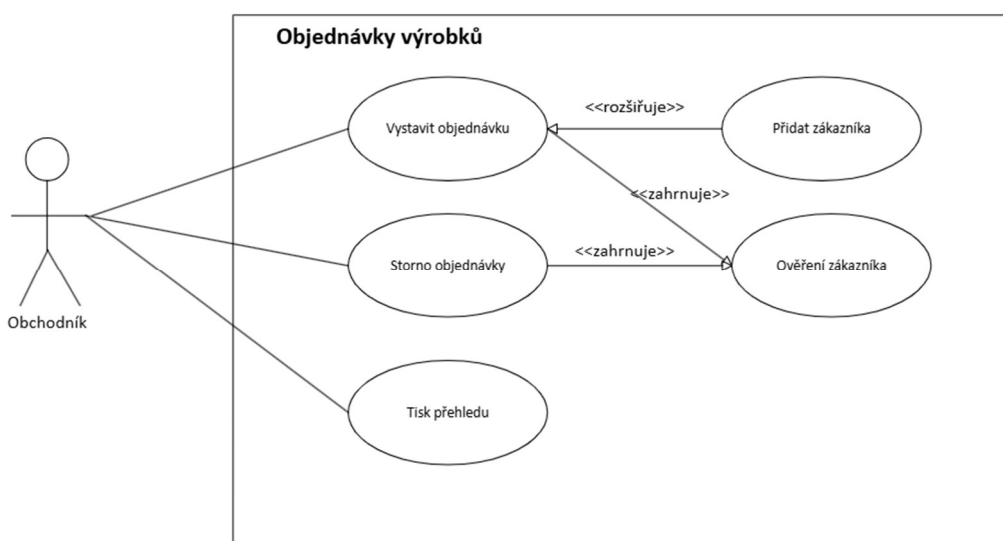 Objednávky výrobků
Vystavit objednávku
<<rozšiřuje>>
Přidat zákazníka
<<zahrnuje>>
Storno objednávky
<<zahrnuje>>
Ověření zákazníka
Obchodník
Tisk přehledu